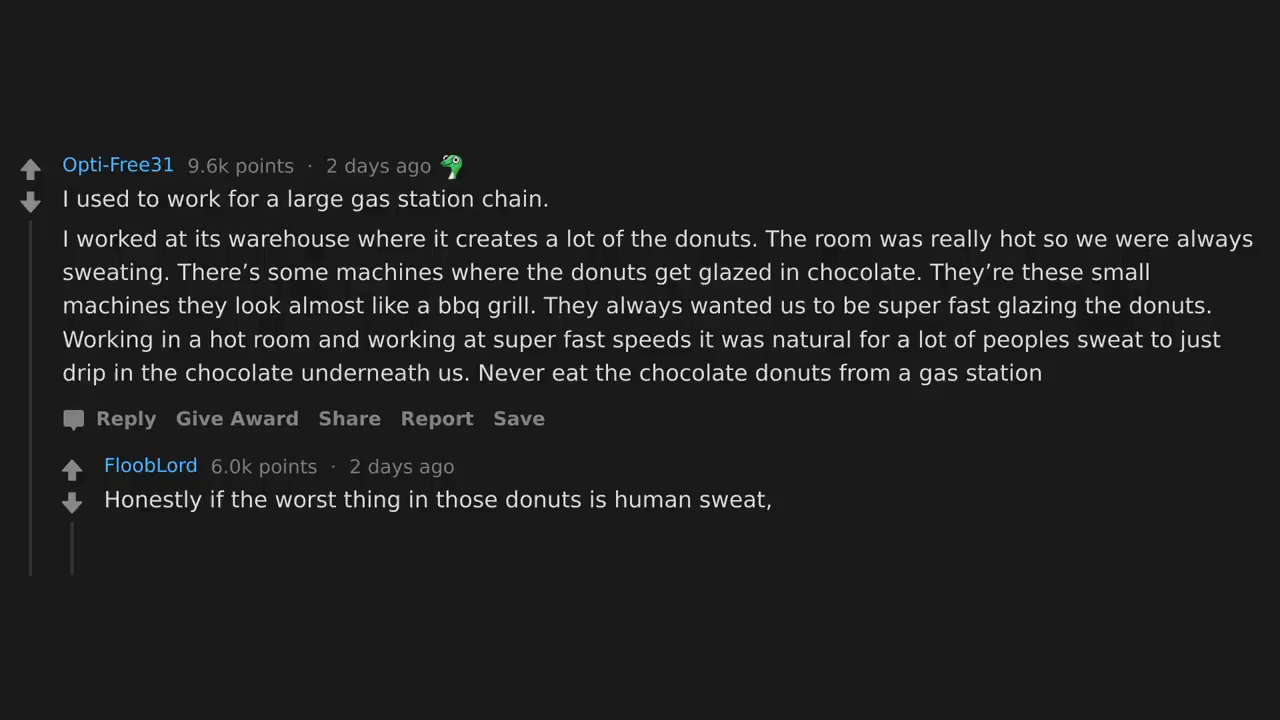 Opti-Free31 9.6k points · 2 days ago
I used to work for a large gas station chain.
I worked at its warehouse where it creates a lot of the donuts. The room was really hot so we were always
sweating. There’s some machines where the donuts get glazed in chocolate. They’re these small
machines they look almost like a bbq grill. They always wanted us to be super fast glazing the donuts.
Working in a hot room and working at super fast speeds it was natural for a lot of peoples sweat to just
drip in the chocolate underneath us. Never eat the chocolate donuts from a gas station
Reply Give Award Share Report Save
FloobLord 6.0k points · 2 days ago
Honestly if the worst thing in those donuts is human sweat,